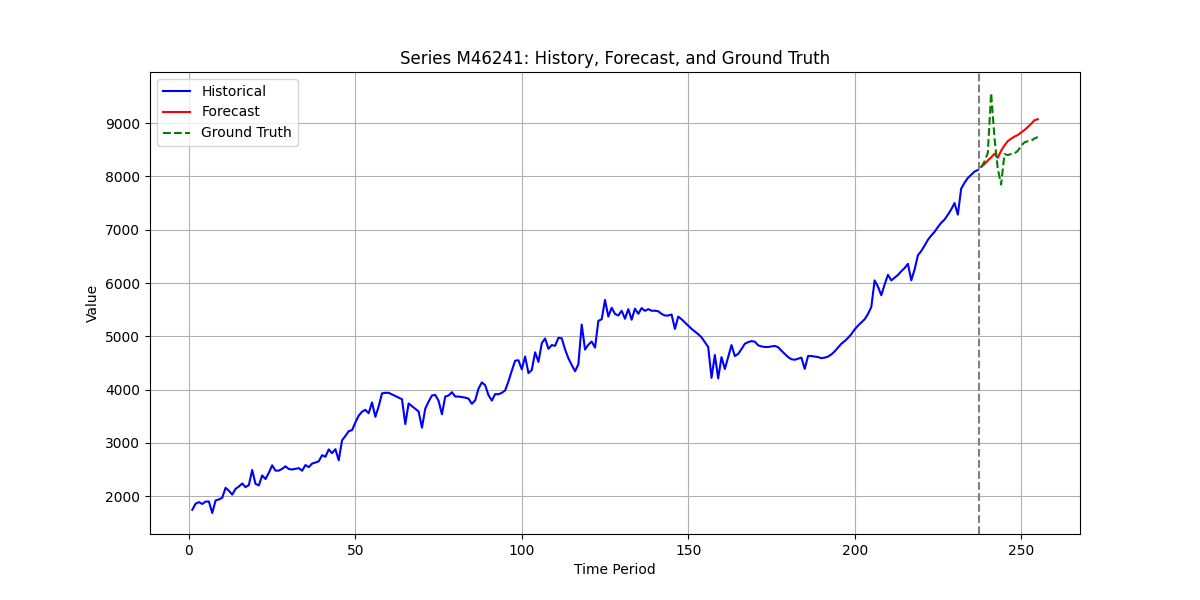 Series M46241: History, Forecast, and Ground Truth
Historical
Forecast
Ground Truth
9000
8000
7000
6000
5000
4000
3000
2000
Value
0 50 100 150 200 250
Time Period